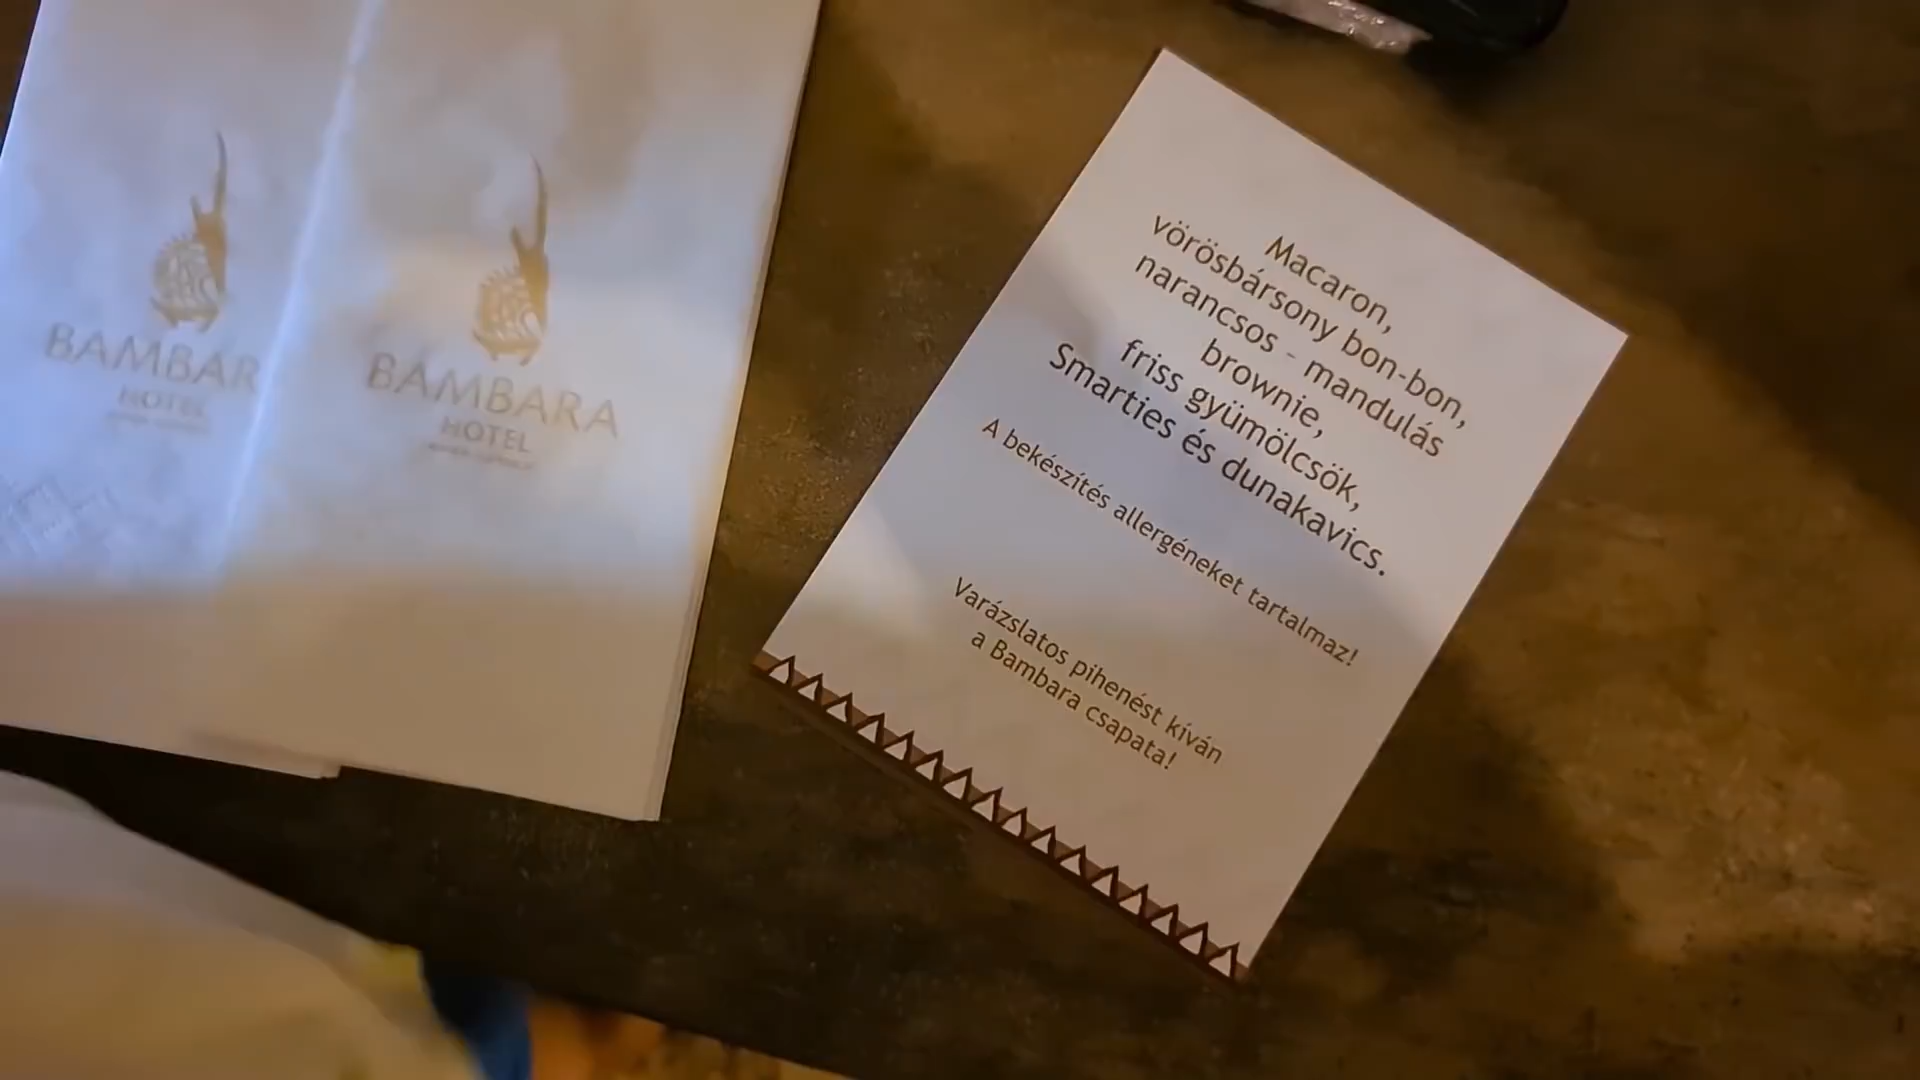 BAMBAR
HOTEL
BAMBARA
HOTEL
Macaron,
vörösbársony bon-bon,
narancsos - mandulás
brownie,
friss gyümölcsök,
Smarties és dunakavics.
A bekészítés allergéneket tartalmaz!
Varázslatos pihenést kíván
a Bambara csapata!